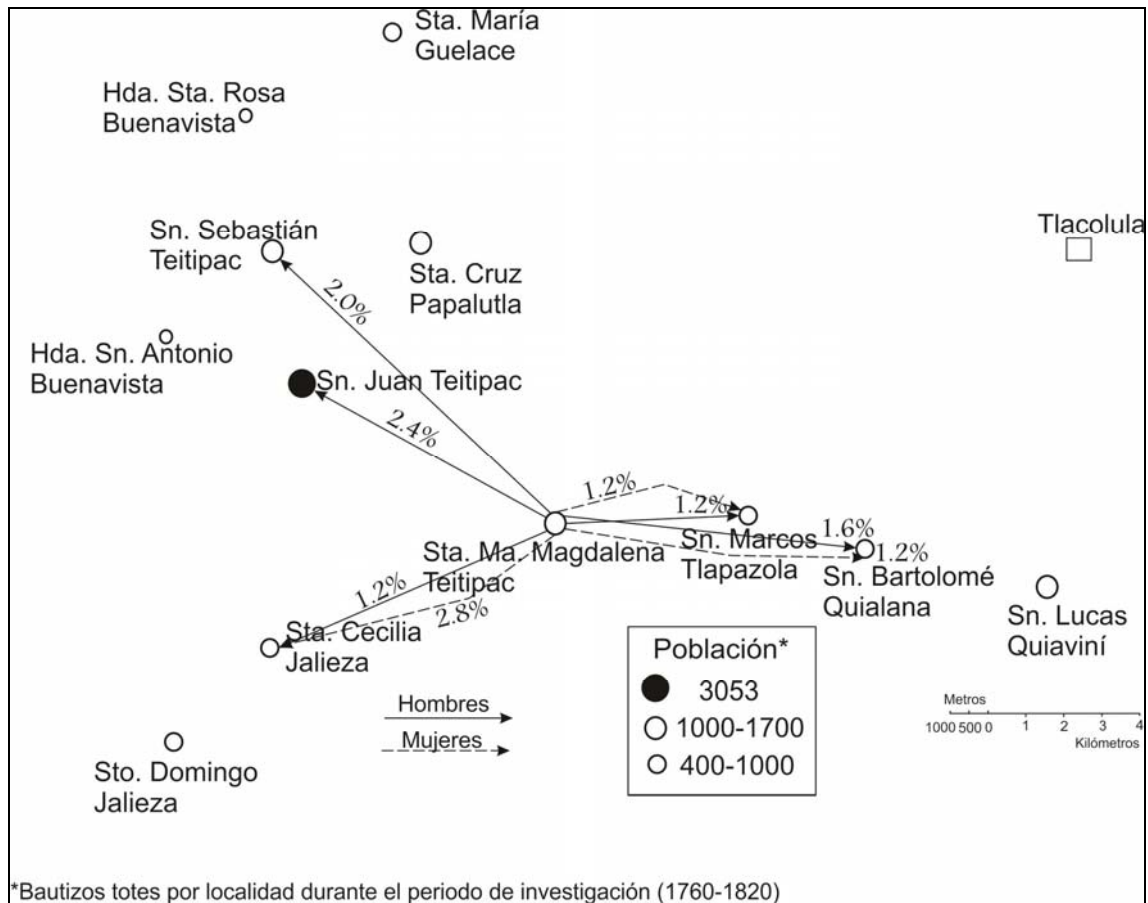 Sta. María
Guelace
Hda. Sta. Rosa
Buenavista
Sn. Sebastián
Teitipac
Sta. Cruz
Papalutla
Tlacolula
2.0%
Hda. Sn. Antonio
Buenavista
Sn. Juan Teitipac
2.4%
1.2%
1.2%
1.6%
1.2%
Sta. Ma. Magdalena
Teitipac
Sn. Marcos
Tlapazola
Sn. Bartolomé
Quialana
Sn. Lucas
Quiaviní
1.2%
2.8%
Sta. Cecilia
Jalieza
Sto. Domingo
Jalieza
Hombres
Mujeres
Población*
3053
1000-1700
400-1000
Metros
1000 500 0 1 2 3 4
Kilómetros
*Bautizos totes por localidad durante el periodo de investigación (1760-1820)